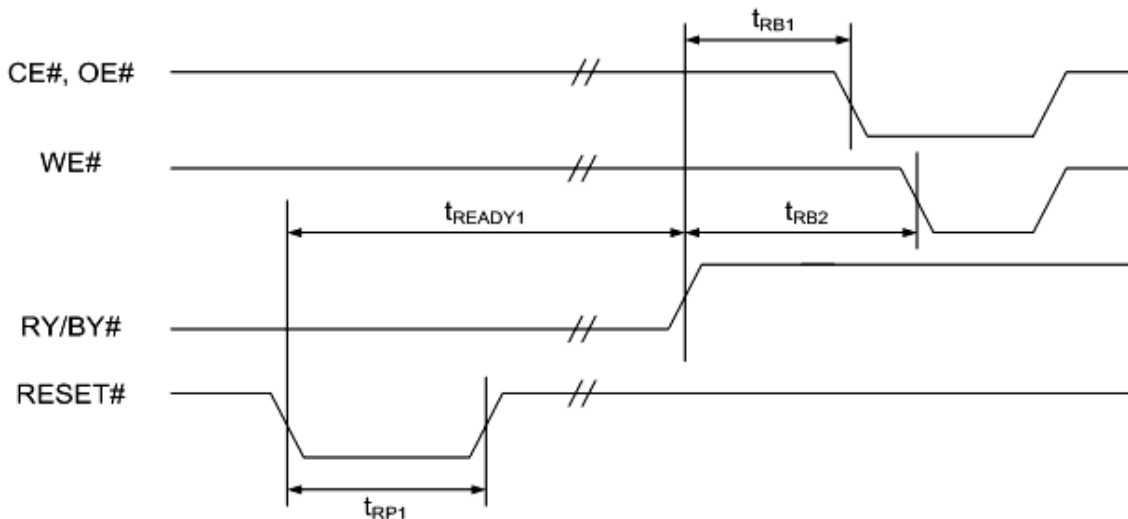 tRB1
CE#, OE#
WE#
tREADY1
tRB2
RY/BY#
RESET#
tRP1